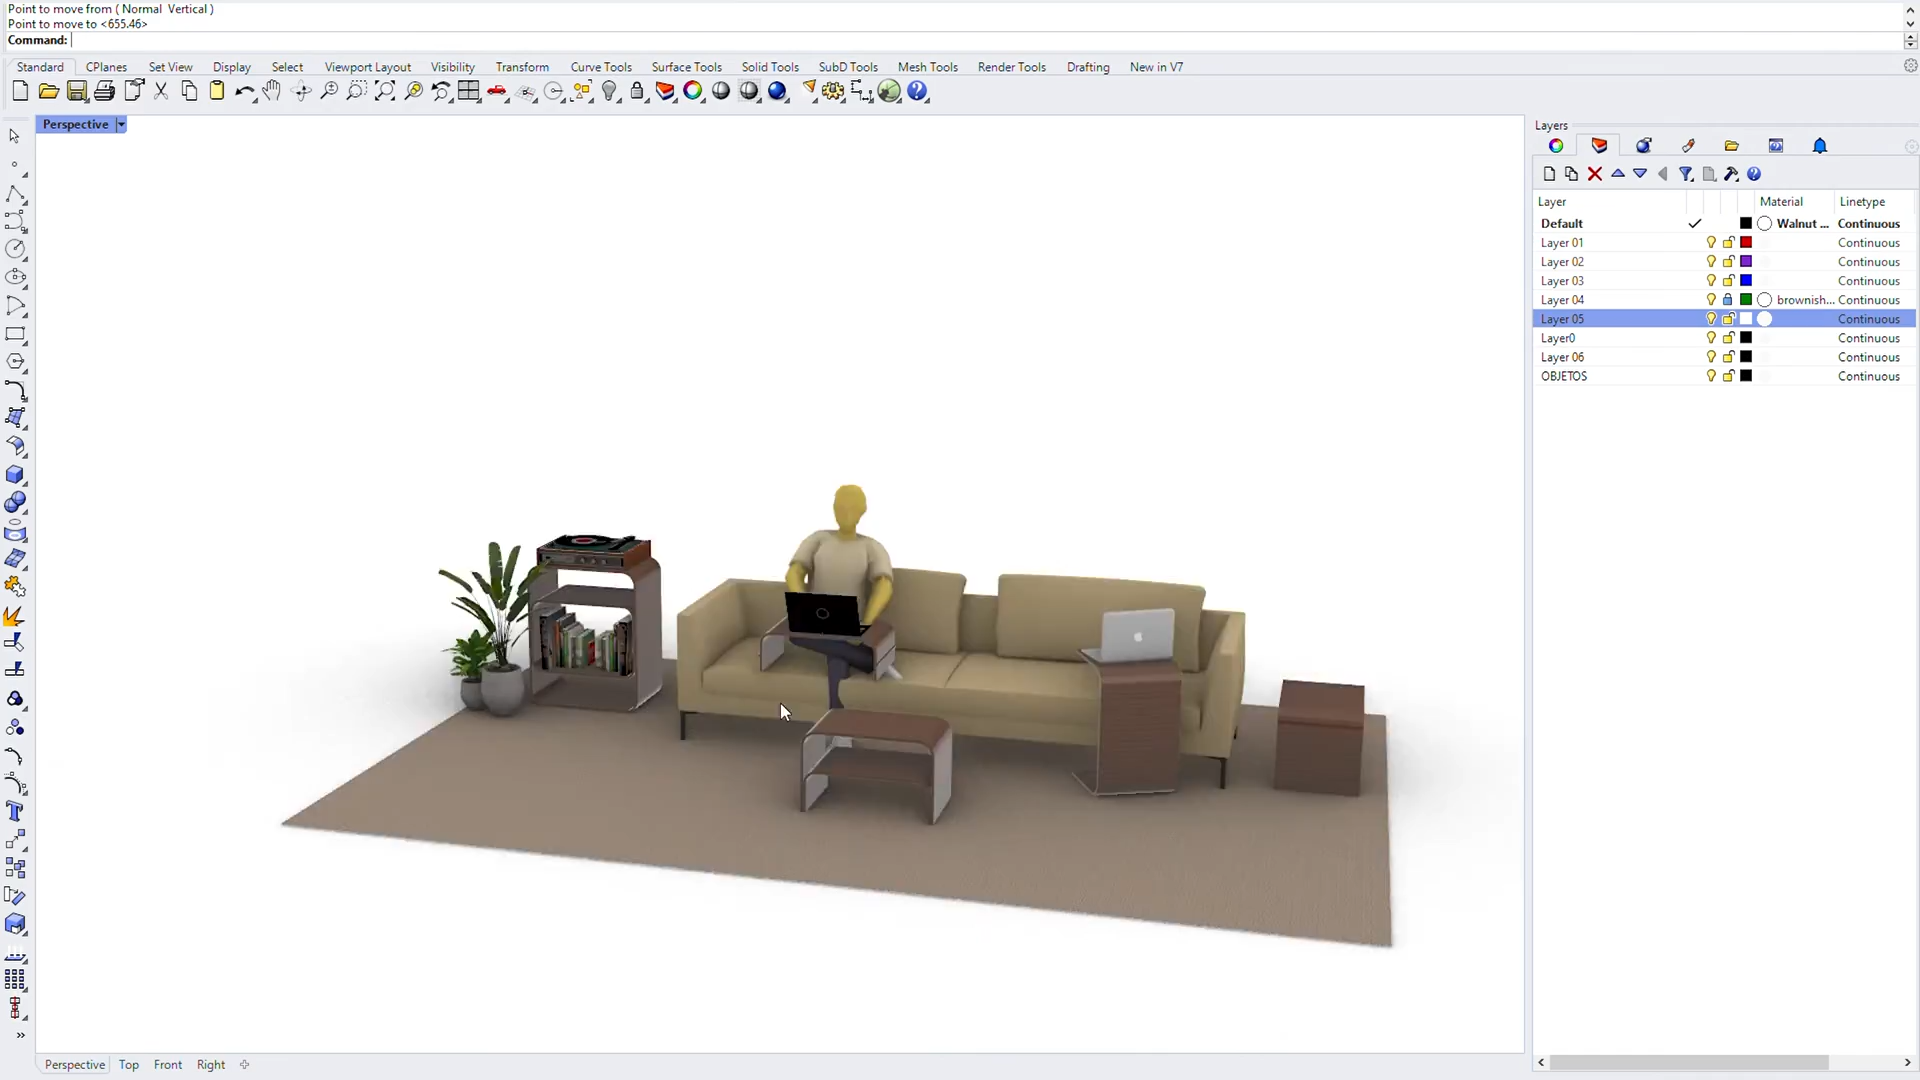 Point to move from ( Normal Vertical )
Point to move to <655.46>
Command:
Standard CPlanes Set View Display Select Viewport Layout Visibility Transform Curve Tools Surface Tools Solid Tools SubD Tools Mesh Tools Render Tools Drafting New in V7
Perspective
Layers
Layer Material Linetype
Default Walnut ... Continuous
Layer 01 Continuous
Layer 02 Continuous
Layer 03 Continuous
Layer 04 brownish... Continuous
Layer 05 Continuous
Layer0 Continuous
Layer 06 Continuous
OBJETOS Continuous
Perspective Top Front Right